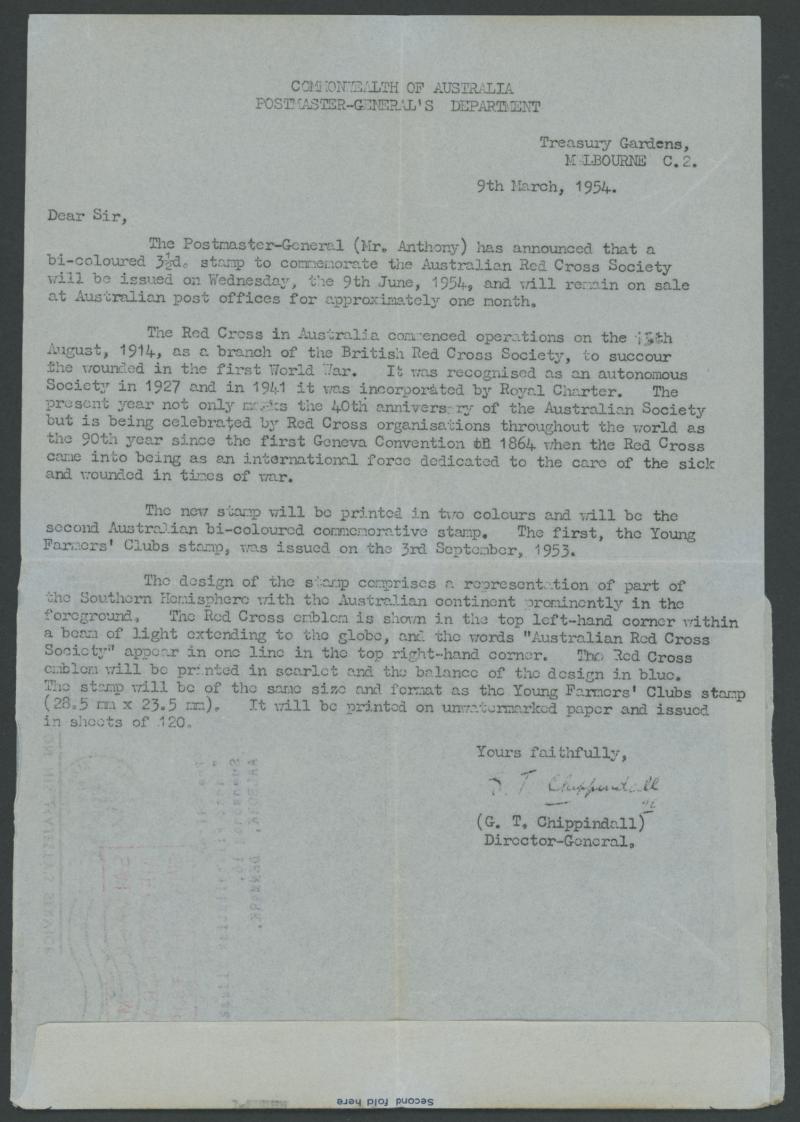 COMMONWEALTH OF AUSTRALIA
POSTMASTER-GENERAL'S DEPARTMENT
Treasury Gardens,
MELBOURNE C.2.
9th March, 1954.
Dear Sir,
The Postmaster-General (Mr. Anthony) has announced that a
bi-coloured 3½d. stamp to commemorate the Australian Red Cross Society
will be issued on Wednesday, the 9th June, 1954, and will remain on sale
at Australian post offices for approximately one month.
The Red Cross in Australia commenced operations on the
August, 1914, as a branch of the British Red Cross Society, to succour
the wounded in the first World War. It was recognised as an autonomous
Society in 1927 and in 1941 it was incorporated by Royal Charter. The
present year not only marks the 40th anniversary of the Australian Society
but is being celebrated by Red Cross organisations throughout the world as
the 90th year since the first Geneva Convention in 1864 when the Red Cross
came into being as an international force dedicated to the care of the sick
and wounded in times of war.
The new stamp will be printed in two colours and will be the
second Australian bi-coloured commemorative stamp. The first, the Young
Farmers' Clubs stamp, was issued on the 3rd September, 1953.
The design of the stamp comprises a representation of part of
the Southern Hemisphere with the Australian continent prominently in the
foreground. The Red Cross emblem is shown in the top left-hand corner within
a beam of light extending to the globe, and the words "Australian Red Cross
Society" appear in one line in the top right-hand corner. The Red Cross
emblem will be printed in scarlet and the balance of the design in blue.
The stamp will be of the same size and format as the Young Farmers' Clubs stamp
(28.5 mm x 23.5 mm). It will be printed on unwatermarked paper and issued
in sheets of 120.
Yours faithfully,
G. T. Chippindall
(G. T. Chippindall)
Director-General.
Second fold here